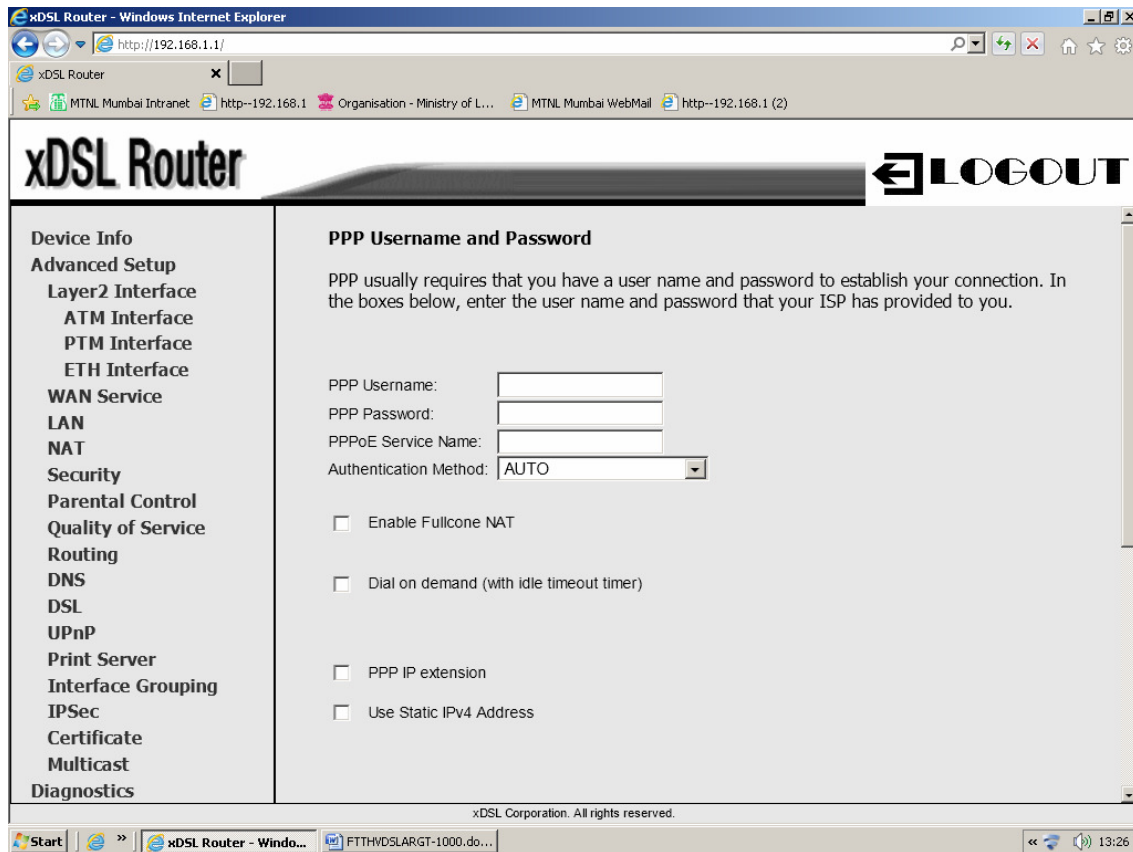 xDSL Router - Windows Internet Explorer
http://192.168.1.1/
xDSL Router
MTNL Mumbai Intranet http--192.168.1 Organisation - Ministry of L... MTNL Mumbai WebMail http--192.168.1 (2)
xDSL Router
LOGOUT
Device Info
Advanced Setup
Layer2 Interface
ATM Interface
PTM Interface
ETH Interface
WAN Service
LAN
NAT
Security
Parental Control
Quality of Service
Routing
DNS
DSL
UPnP
Print Server
Interface Grouping
IPSec
Certificate
Multicast
Diagnostics
PPP Username and Password
PPP usually requires that you have a user name and password to establish your connection. In
the boxes below, enter the user name and password that your ISP has provided to you.
PPP Username:
PPP Password:
PPPoE Service Name:
Authentication Method: AUTO
Enable Fullcone NAT
Dial on demand (with idle timeout timer)
PPP IP extension
Use Static IPv4 Address
xDSL Corporation. All rights reserved.
Start » xDSL Router - Windo... FTTHVDSLARGT-1000.do... « 13:26